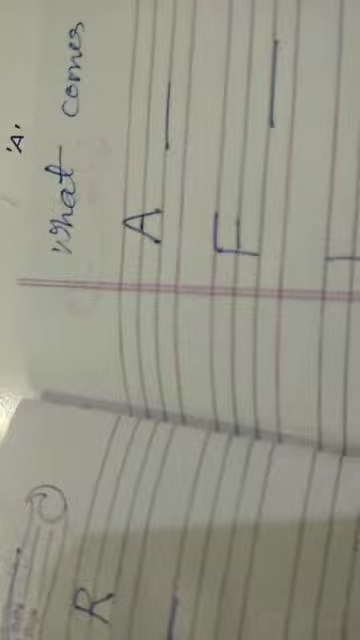 'A'
What comes
A _
F _
R